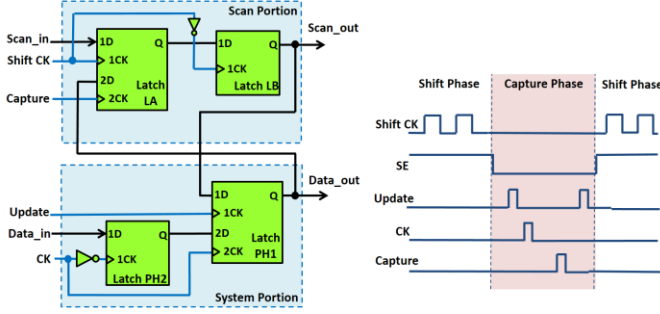 Scan Portion
Scan_in
1D
Q
1D
Q
Scan_out
Shift CK
1CK
2D
Latch
LA
1CK
Latch LB
Capture
2CK
Data_out
1D
Q
Update
1CK
Data_in
1D
Q
2D
Latch
PH1
CK
1CK
2CK
Latch PH2
System Portion
Shift Phase
Capture Phase
Shift Phase
Shift CK
SE
Update
CK
Capture